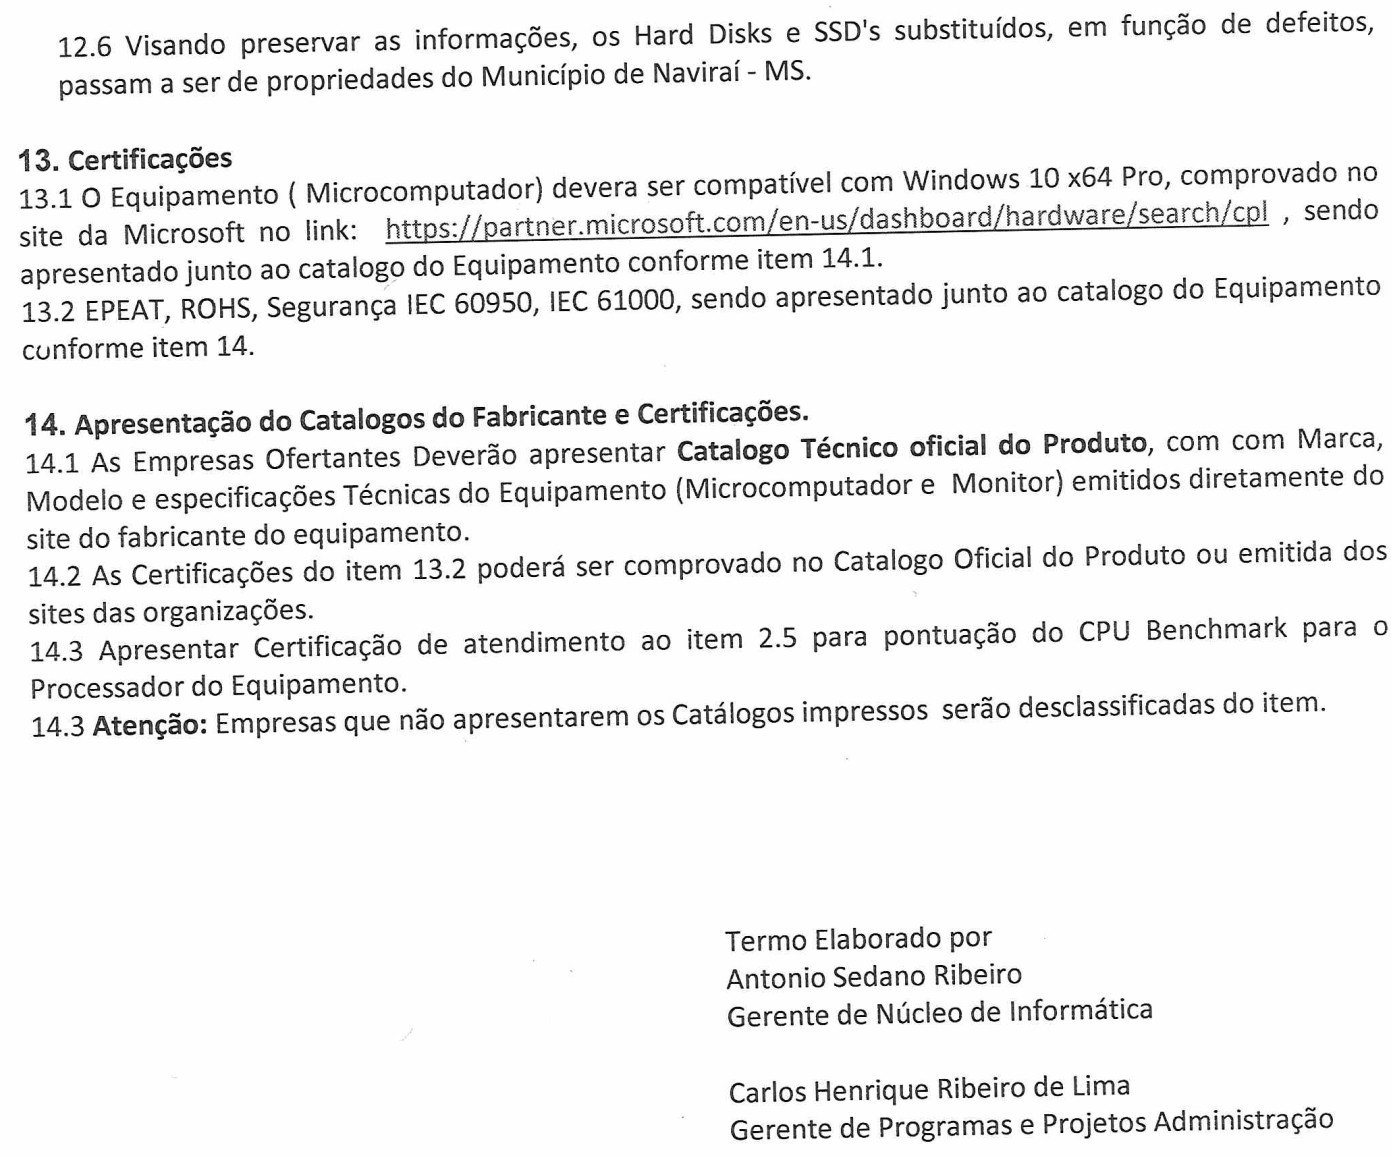 12.6 Visando preservar as informações, os Hard Disks e SSD's substituídos, em função de defeitos,
passam a ser de propriedades do Município de Naviraí - MS.
13. Certificações
13.1 O Equipamento ( Microcomputador) devera ser compatível com Windows 10 x64 Pro, comprovado no
site da Microsoft no link: https://partner.microsoft.com/en-us/dashboard/hardware/search/cpl , sendo
apresentado junto ao catalogo do Equipamento conforme item 14.1.
13.2 EPEAT, ROHS, Segurança IEC 60950, IEC 61000, sendo apresentado junto ao catalogo do Equipamento
conforme item 14.
14. Apresentação do Catalogos do Fabricante e Certificações.
14.1 As Empresas Ofertantes Deverão apresentar Catalogo Técnico oficial do Produto, com com Marca,
Modelo e especificações Técnicas do Equipamento (Microcomputador e Monitor) emitidos diretamente do
site do fabricante do equipamento.
14.2 As Certificações do item 13.2 poderá ser comprovado no Catalogo Oficial do Produto ou emitida dos
sites das organizações.
14.3 Apresentar Certificação de atendimento ao item 2.5 para pontuação do CPU Benchmark para o
Processador do Equipamento.
14.3 Atenção: Empresas que não apresentarem os Catálogos impressos serão desclassificadas do item.
Termo Elaborado por
Antonio Sedano Ribeiro
Gerente de Núcleo de Informática
Carlos Henrique Ribeiro de Lima
Gerente de Programas e Projetos Administração